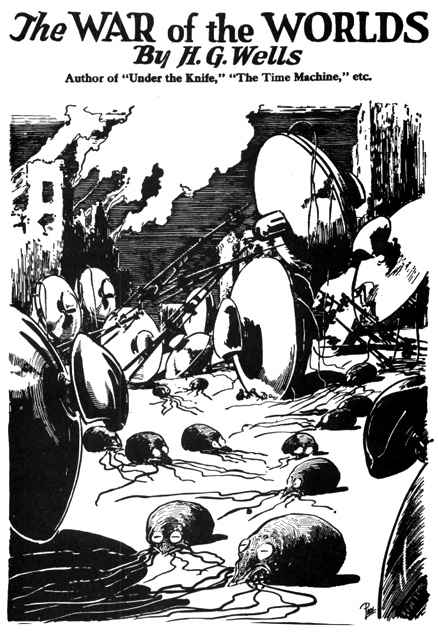 The WAR of the WORLDS
By H. G. Wells
Author of "Under the Knife," "The Time Machine," etc.